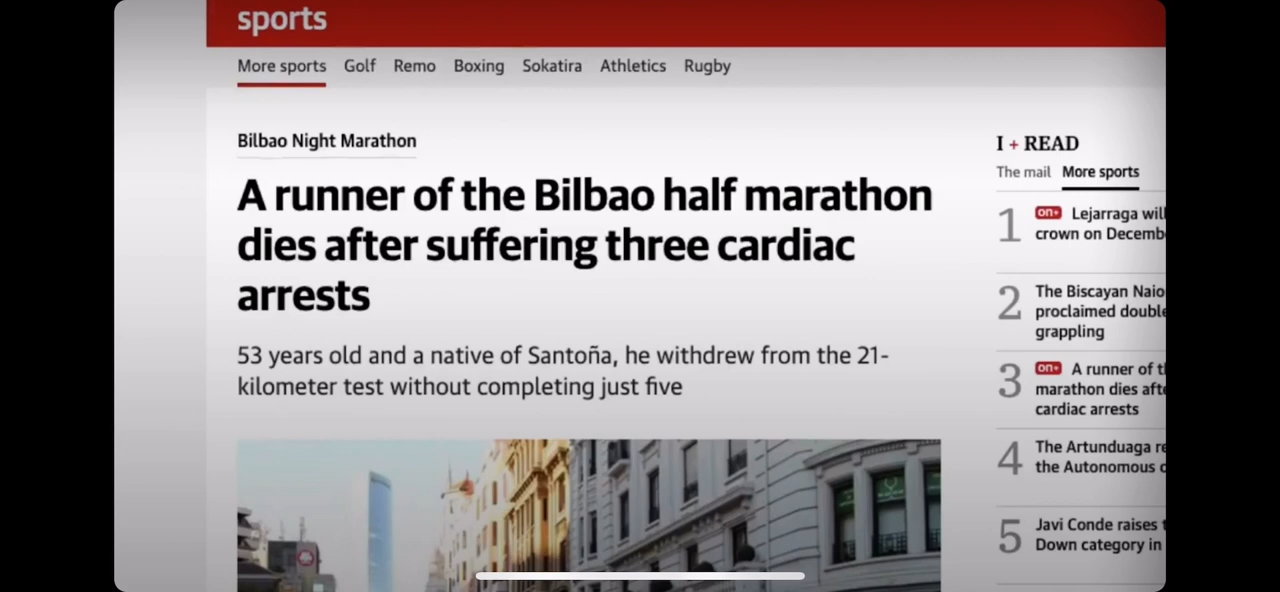 sports
More sports Golf Remo Boxing Sokatira Athletics Rugby
Bilbao Night Marathon
A runner of the Bilbao half marathon
dies after suffering three cardiac
arrests
53 years old and a native of Santoña, he withdrew from the 21-
kilometer test without completing just five
I + READ
The mail More sports
1 on+ Lejarraga will
crown on Decemb
2 The Biscayan Naio
proclaimed double
grappling
3 on+ A runner of t
marathon dies afte
cardiac arrests
4 The Artunduaga re
the Autonomous
5 Javi Conde raises
Down category in